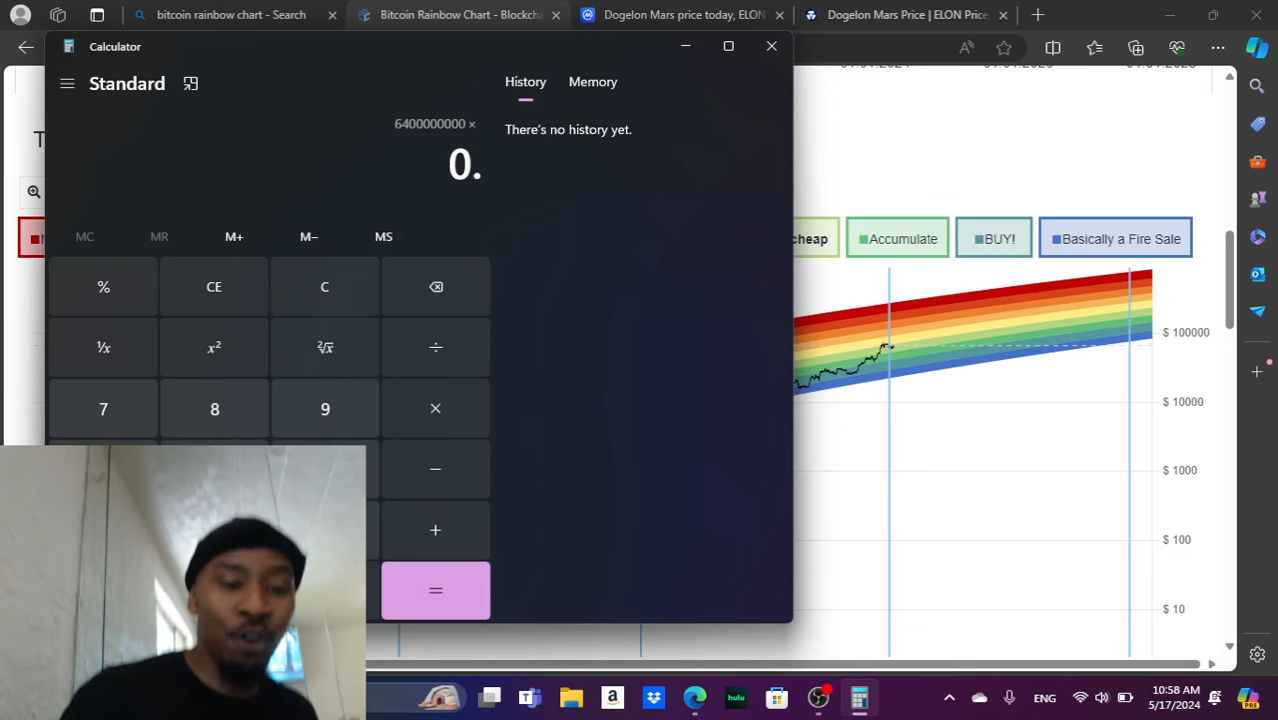 bitcoin rainbow chart - Search
Bitcoin Rainbow Chart - Blockcha
Dogelon Mars price today, ELON
Dogelon Mars Price | ELON Price,
Calculator
Standard
History
Memory
6400000000 ×
There's no history yet.
0.
MC
MR
M+
M−
MS
cheap
Accumulate
BUY!
Basically a Fire Sale
%
CE
C
⅟x
x²
²√x
÷
7
8
9
×
−
+
=
$ 100000
$ 10000
$ 1000
$ 100
$ 10
hulu
ENG
10:58 AM
5/17/2024
PRE